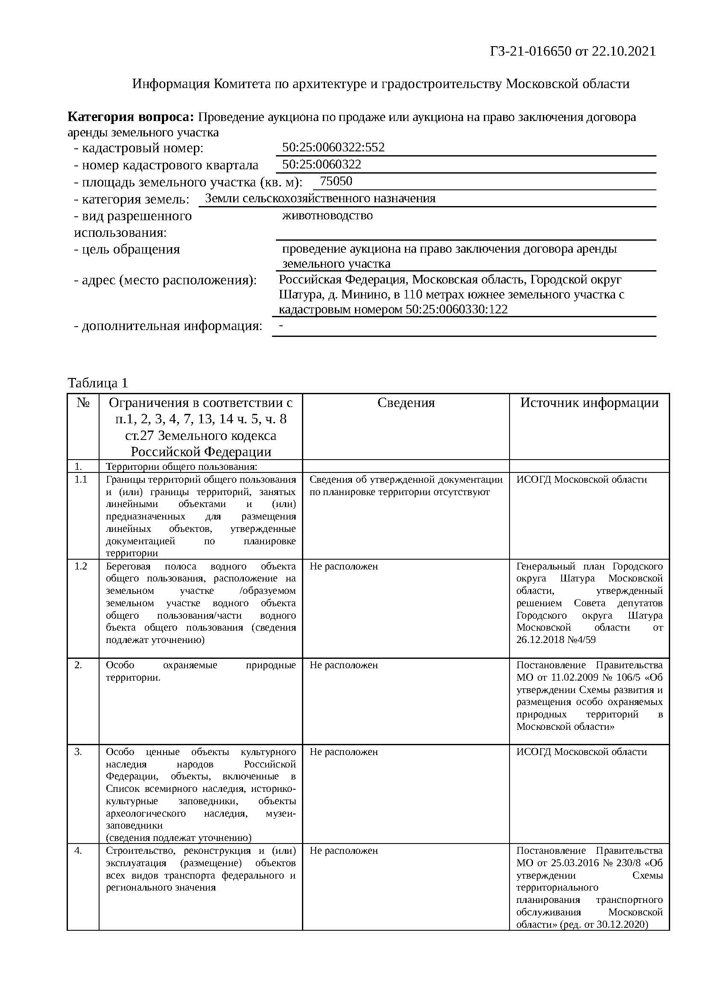 ГЗ-21-016650 от 22.10.2021
Информация Комитета по архитектуре и градостроительству Московской области
Категория вопроса: Проведение аукциона по продаже или аукциона на право заключения договора
аренды земельного участка
- кадастровый номер: 50:25:0060322:552
- номер кадастрового квартала 50:25:0060322
- площадь земельного участка (кв. м): 75050
- категория земель: Земли сельскохозяйственного назначения
- вид разрешенного животноводство
использования:
- цель обращения проведение аукциона на право заключения договора аренды
земельного участка
- адрес (место расположения): Российская Федерация, Московская область, Городской округ
Шатура, д. Минино, в 110 метрах южнее земельного участка с
кадастровым номером 50:25:0060330:122
- дополнительная информация: -
Таблица 1
№ Ограничения в соответствии с Сведения Источник информации
п.1, 2, 3, 4, 7, 13, 14 ч. 5, ч. 8
ст.27 Земельного кодекса
Российской Федерации
1. Территории общего пользования:
1.1 Границы территорий общего пользования Сведения об утвержденной документации ИСОГД Московской области
и (или) границы территорий, занятых по планировке территории отсутствуют
линейными объектами и (или)
предназначенных для размещения
линейных объектов, утвержденные
документацией по планировке
территории
1.2 Береговая полоса водного объекта Не расположен Генеральный план Городского
общего пользования, расположение на округа Шатура Московской
земельном участке /образуемом области, утвержденный
земельном участке водного объекта решением Совета депутатов
общего пользования/части водного Городского округа Шатура
бъекта общего пользования (сведения Московской области от
подлежат уточнению) 26.12.2018 №4/59
2. Особо охраняемые природные Не расположен Постановление Правительства
территории. МО от 11.02.2009 № 106/5 «Об
утверждении Схемы развития и
размещения особо охраняемых
природных территорий в
Московской области»
3. Особо ценные объекты культурного Не расположен ИСОГД Московской области
наследия народов Российской
Федерации, объекты, включенные в
Список всемирного наследия, историко-
культурные заповедники, объекты
археологического наследия, музеи-
заповедники
(сведения подлежат уточнению)
4. Строительство, реконструкция и (или) Не расположен Постановление Правительства
эксплуатация (размещение) объектов МО от 25.03.2016 № 230/8 «Об
всех видов транспорта федерального и утверждении Схемы
регионального значения территориального
планирования транспортного
обслуживания Московской
области» (ред. от 30.12.2020)